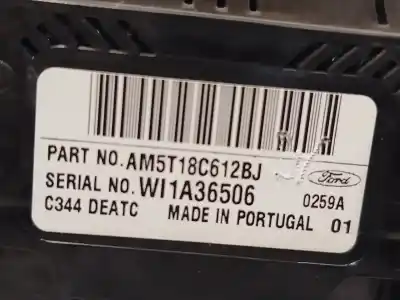 PART NO. AM5T18C612BJ
SERIAL NO. WI1A36506
Ford
0259A
C344 DEATC MADE IN PORTUGAL 01